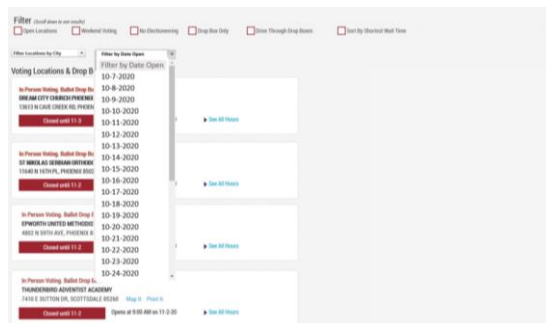 Filter (Scroll down to see results)
Open Locations Weekend Voting No Electioneering Drop Box Only Drive Through Drop Boxes Sort By Shortest Wait Time
Filter Locations by City Filter by Date Open
Filter by Date Open
Voting Locations & Drop B
10-7-2020
10-8-2020
10-9-2020
10-10-2020
10-11-2020
10-12-2020
10-13-2020
10-14-2020
10-15-2020
10-16-2020
10-17-2020
10-18-2020
10-19-2020
10-20-2020
10-21-2020
10-22-2020
10-23-2020
10-24-2020
In Person Voting, Ballot Drop Bo
DREAM CITY CHURCH PHOENIX
13613 N CAVE CREEK RD, PHOEN
Closed until 11-3 See All Hours
In Person Voting, Ballot Drop Bo
ST NIKOLAS SERBIAN ORTHODOX
11640 N 16TH PL, PHOENIX 8502
Closed until 11-2 See All Hours
In Person Voting, Ballot Drop B
EPWORTH UNITED METHODIS
4802 N 59TH AVE, PHOENIX 8
Closed until 11-2 See All Hours
In Person Voting, Ballot Drop Bo
THUNDERBIRD ADVENTIST ACADEMY
7410 E SUTTON DR, SCOTTSDALE 85260 Map It Print It
Closed until 11-2 Opens at 9:00 AM on 11-2-20 See All Hours